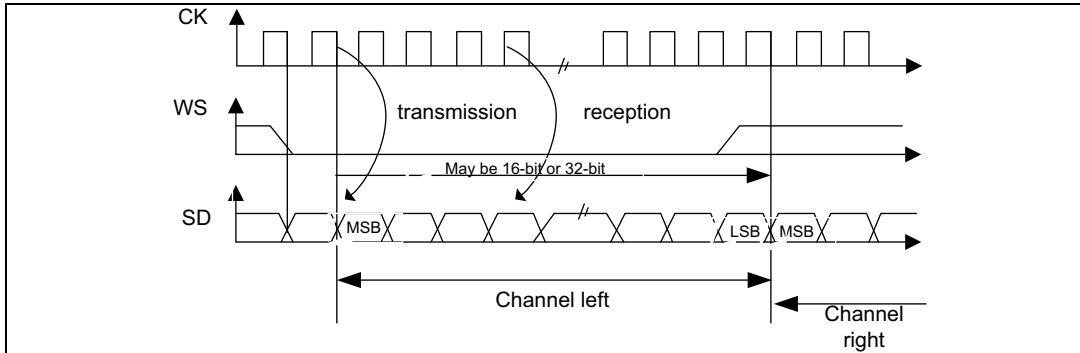 CK
WS
transmission
reception
May be 16-bit or 32-bit
SD
MSB
LSB
MSB
Channel left
Channel
right